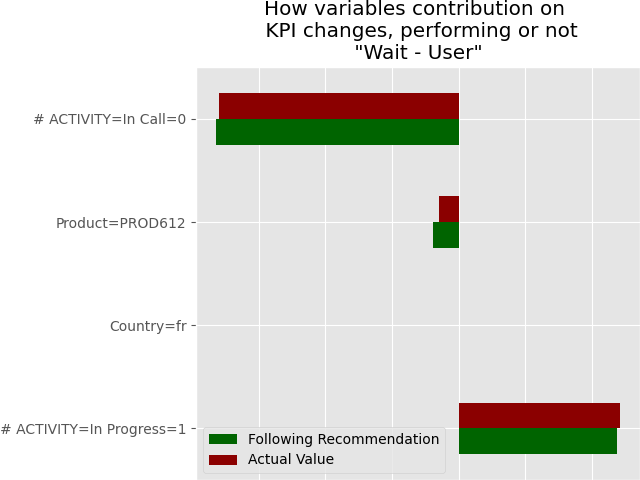 How variables contribution on
KPI changes, performing or not
"Wait - User"
# ACTIVITY=In Call=0
Product=PROD612
Country=fr
# ACTIVITY=In Progress=1
Following Recommendation
Actual Value